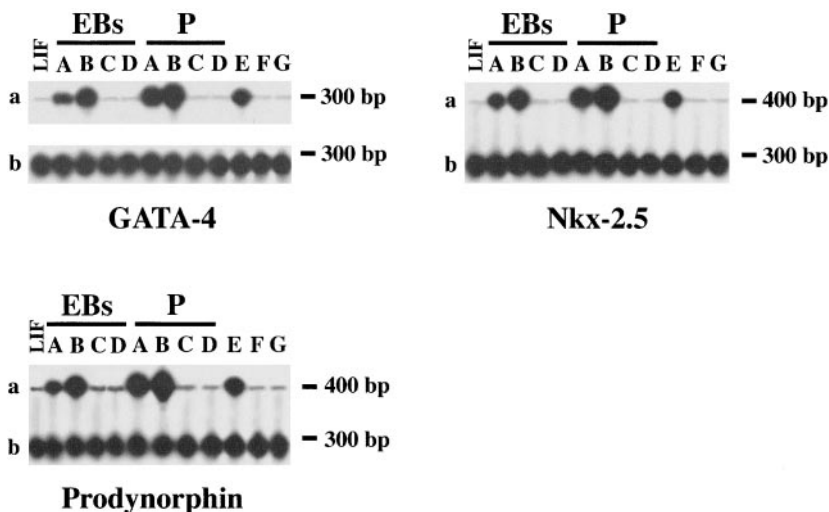 EBs P
LIF A B C D A B C D E F G
a 300 bp
b 300 bp
GATA-4
EBs P
LIF A B C D A B C D E F G
a 400 bp
b 300 bp
Nkx-2.5
EBs P
LIF A B C D A B C D E F G
a 400 bp
b 300 bp
Prodynorphin